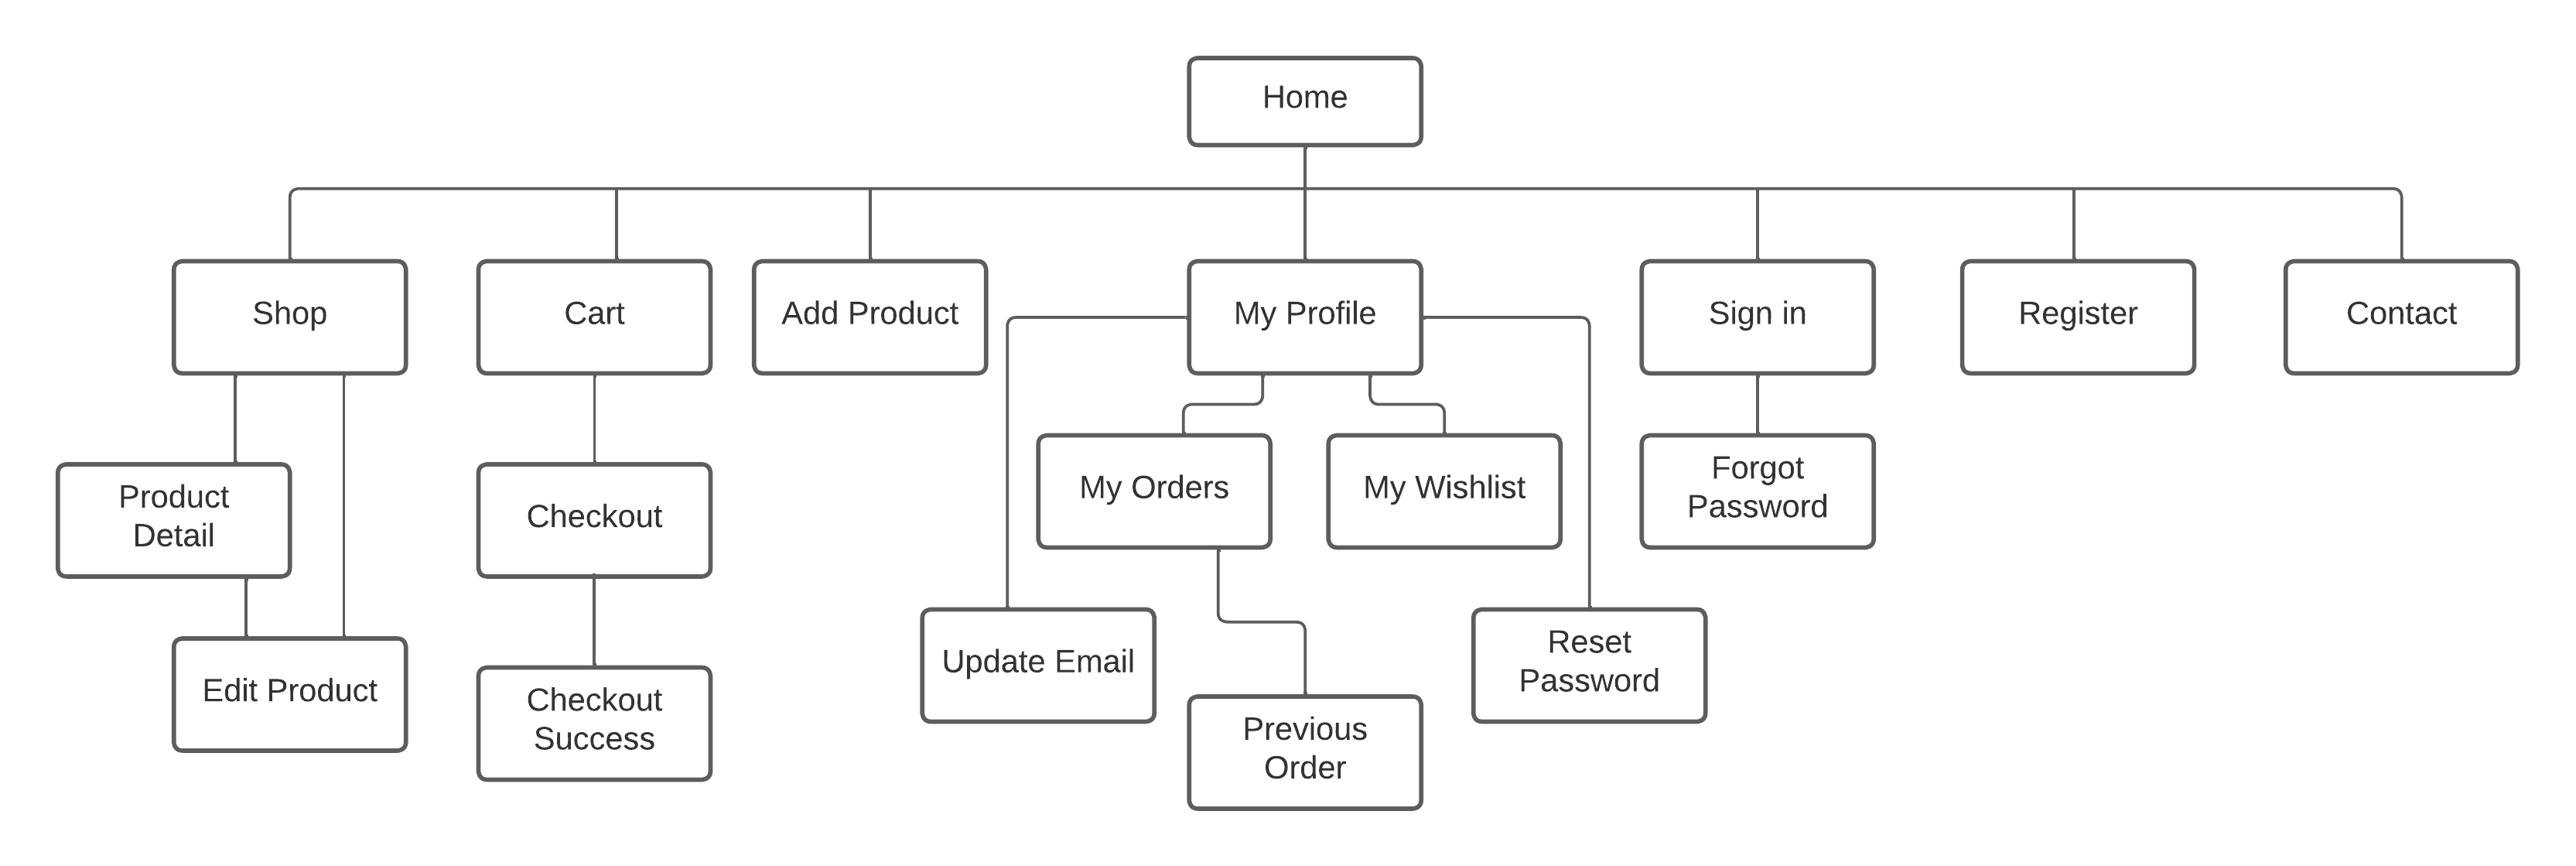 Home
Shop
Cart
Add Product
My Profile
Sign in
Register
Contact
Product
Detail
Checkout
My Orders
My Wishlist
Forgot
Password
Edit Product
Checkout
Success
Update Email
Previous
Order
Reset
Password